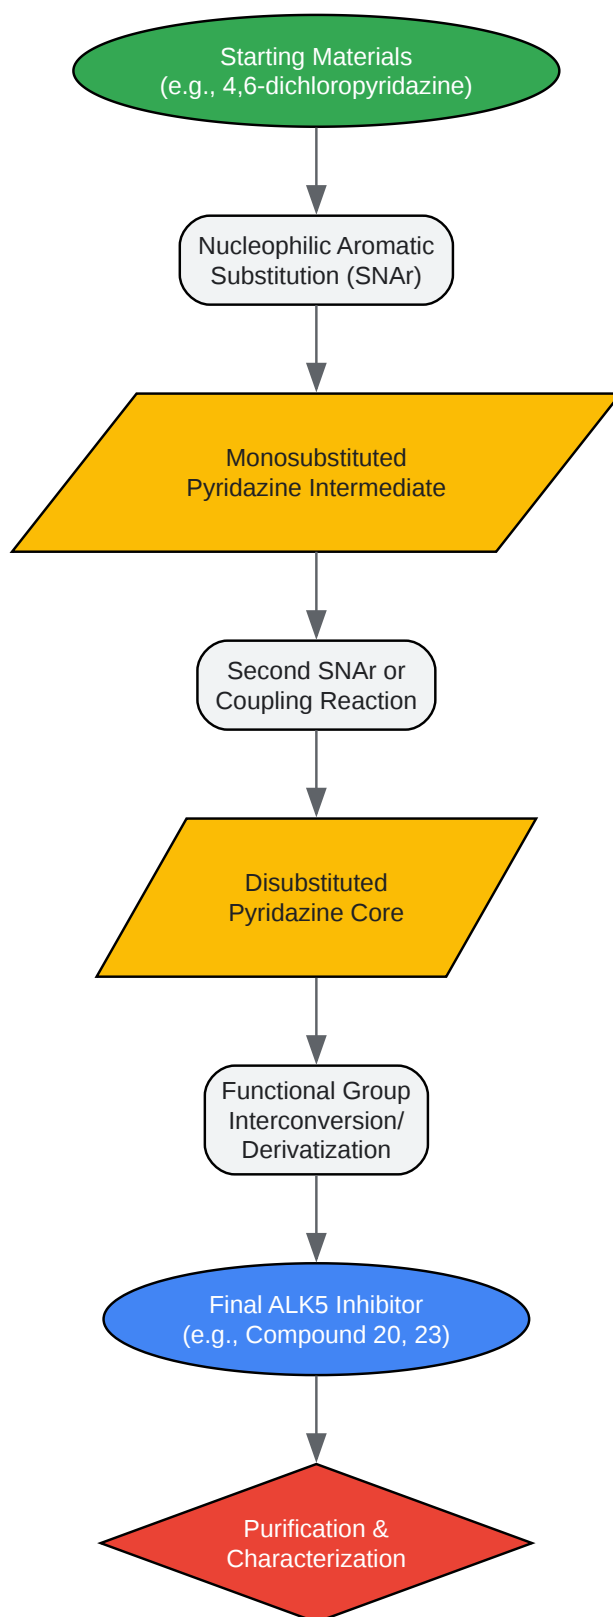 Starting Materials
(e.g., 4,6-dichloropyridazine)
Nucleophilic Aromatic
Substitution (SNAr)
Monosubstituted
Pyridazine Intermediate
Second SNAr or
Coupling Reaction
Disubstituted
Pyridazine Core
Functional Group
Interconversion/
Derivatization
Final ALK5 Inhibitor
(e.g., Compound 20, 23)
Purification &
Characterization